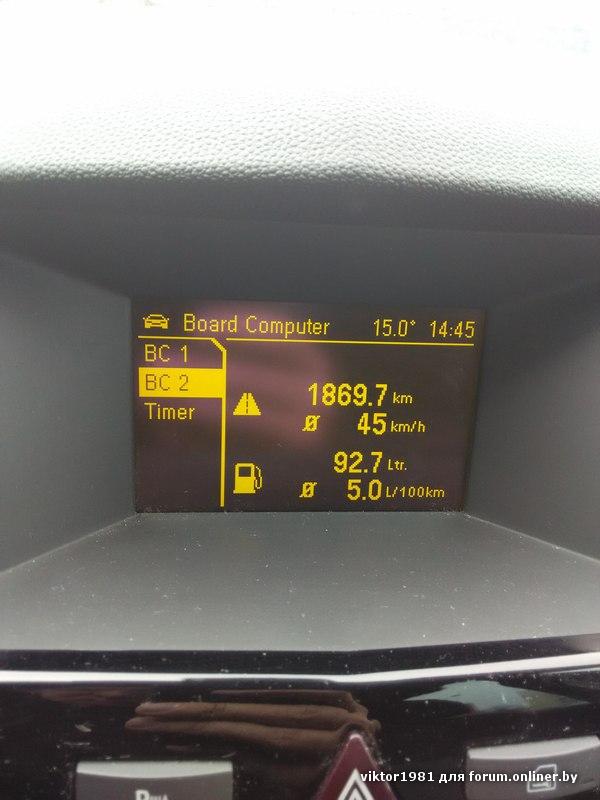 Board Computer 15.0° 14:45
BC 1
BC 2
Timer
1869.7 km
Ø 45 km/h
92.7 Ltr.
Ø 5.0 L/100km
viktor1981 для forum.onliner.by